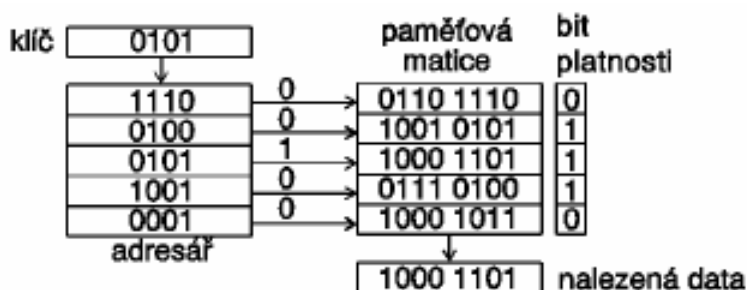 klíč 0101 paměťová matice bit platnosti
1110 0 0110 1110 0
0100 0 1001 0101 1
0101 1 1000 1101 1
1001 0 0111 0100 1
0001 0 1000 1011 0
adresář
1000 1101 nalezená data